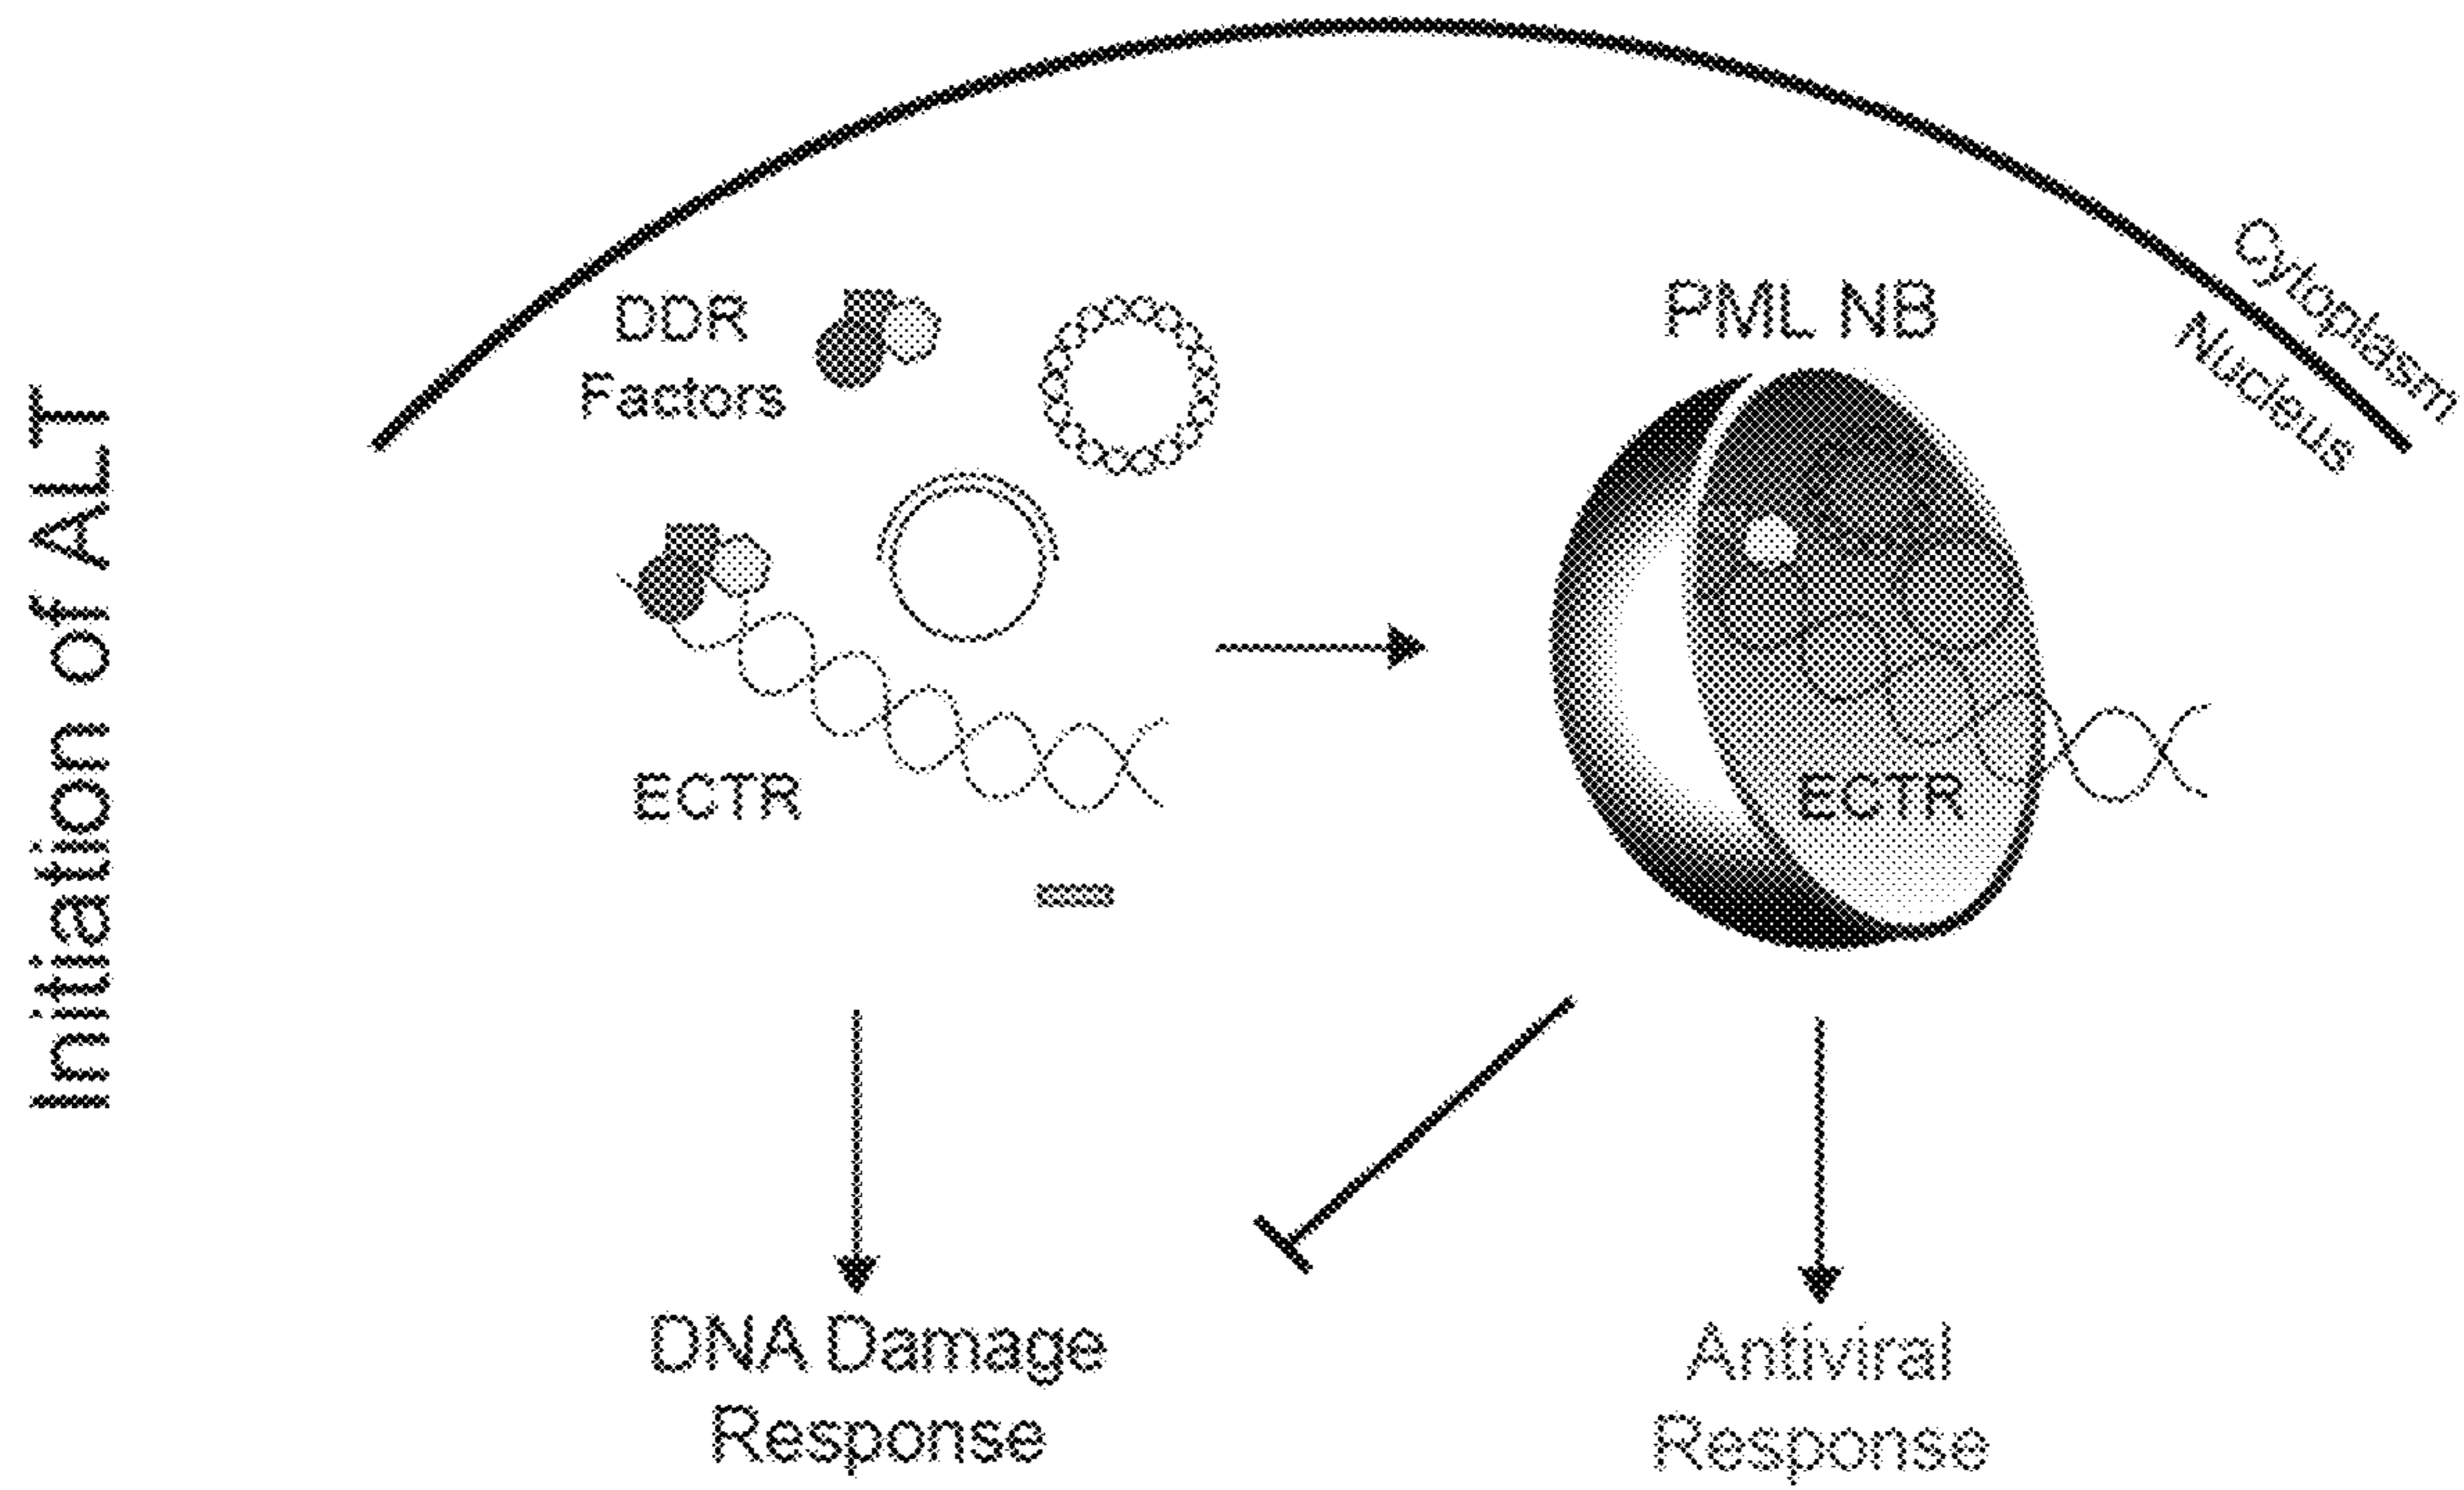 Initiation of ALT
DDR
Factors
PML NB
Cytoplasm
Nucleus
ECTR
ECTR
DNA Damage
Response
Antiviral
Response